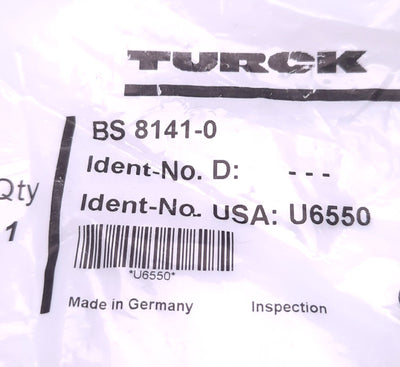 TURCK
BS 8141-0
Ident-No. D: ---
Qty
Ident-No. USA: U6550
1
*U6550*
Made in Germany Inspection